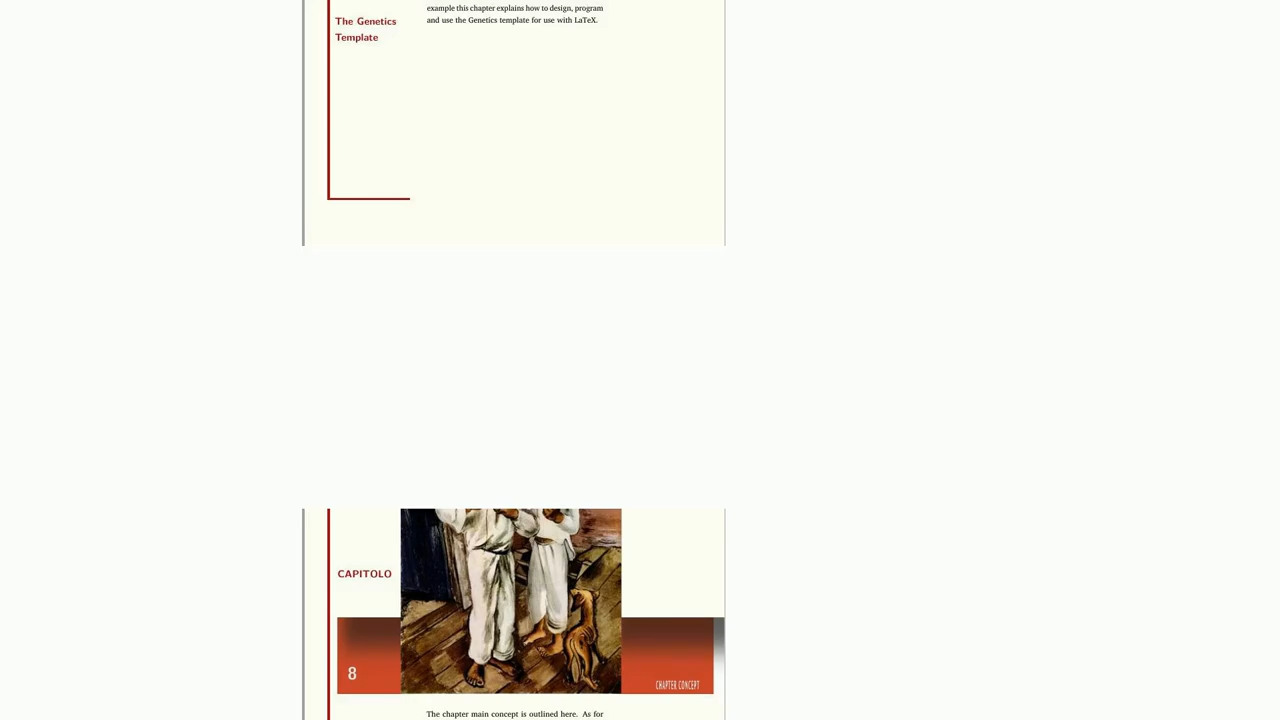 example this chapter explains how to design, program
and use the Genetics template for use with LaTeX.
The Genetics
Template
CAPITOLO
8
CHAPTER CONCEPT
The chapter main concept is outlined here. As for